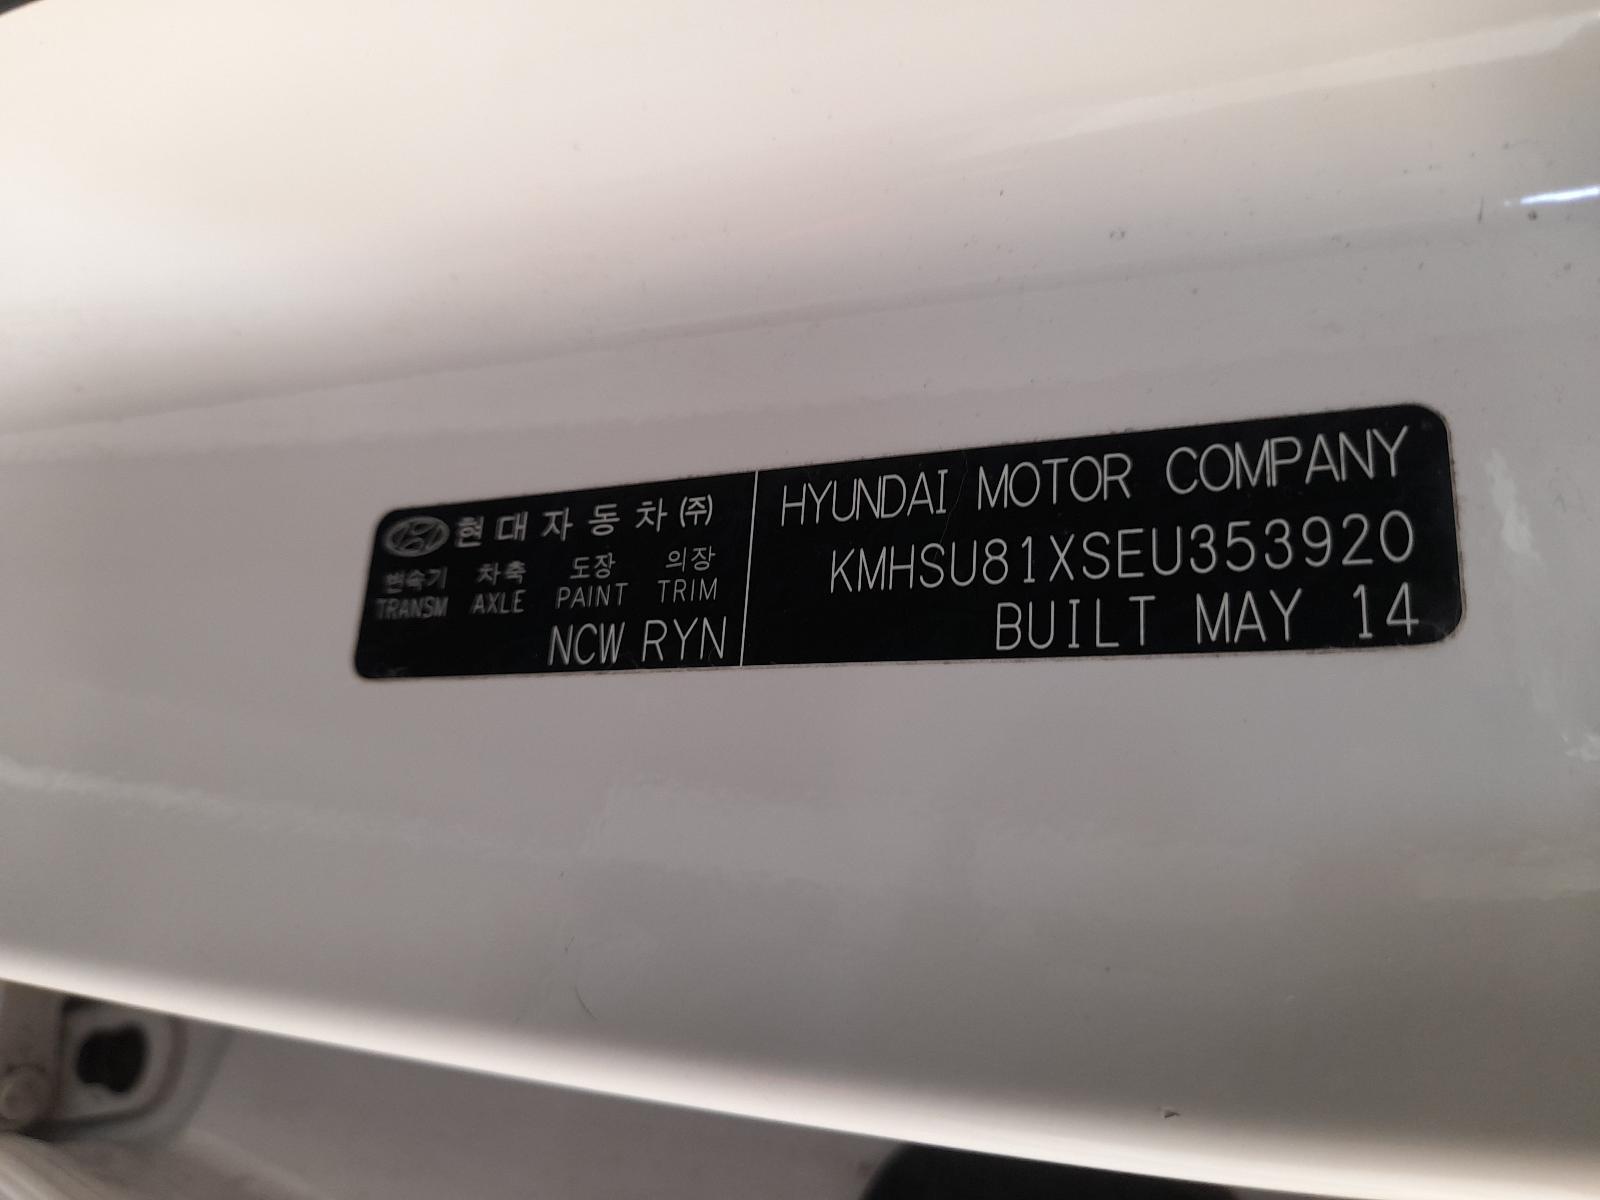 현대자동차(주)
변속기 차축 도장 의장
TRANSM AXLE PAINT TRIM
NCW RYN
HYUNDAI MOTOR COMPANY
KMHSU81XSEU353920
BUILT MAY 14